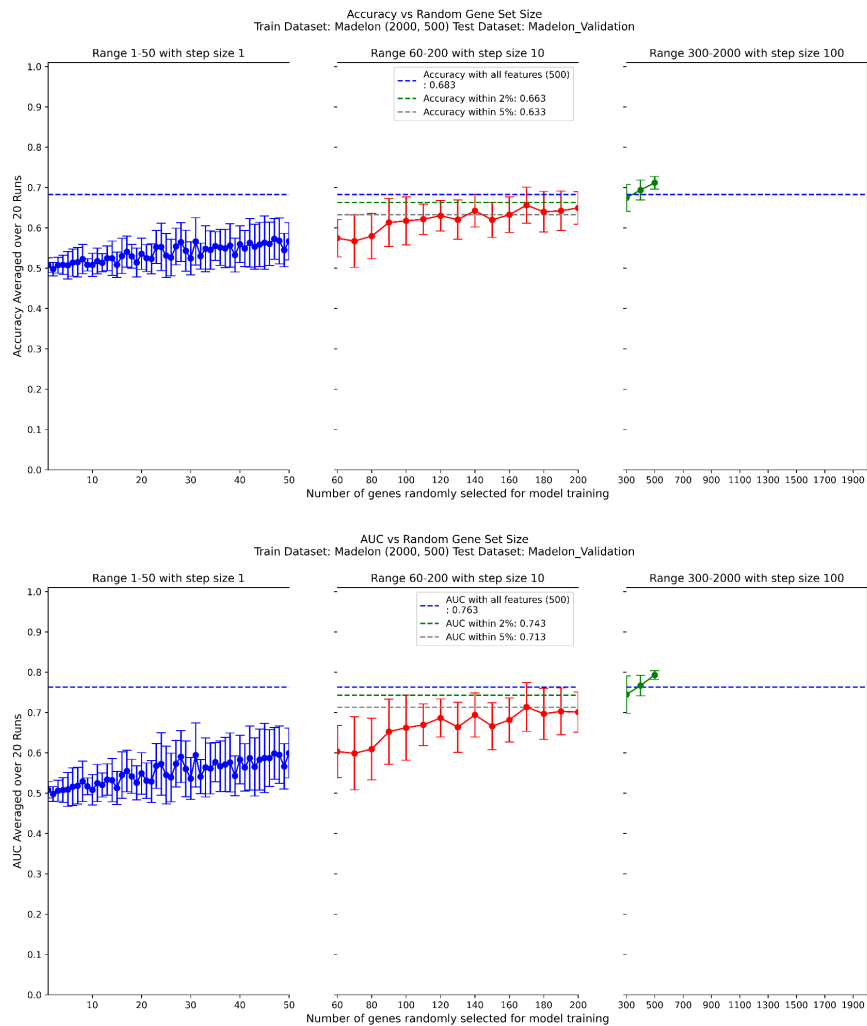 Accuracy vs Random Gene Set Size
Train Dataset: Madelon (2000, 500) Test Dataset: Madelon_Validation
Range 1-50 with step size 1
Range 60-200 with step size 10
Range 300-2000 with step size 100
Accuracy with all features (500)
: 0.683
Accuracy within 2%: 0.663
Accuracy within 5%: 0.633
Accuracy Averaged over 20 Runs
1.0
0.9
0.8
0.7
0.6
0.5
0.4
0.3
0.2
0.1
0.0
10 20 30 40 50
60 80 100 120 140 160 180 200
300 500 700 900 1100 1300 1500 1700 1900
Number of genes randomly selected for model training
AUC vs Random Gene Set Size
Train Dataset: Madelon (2000, 500) Test Dataset: Madelon_Validation
Range 1-50 with step size 1
Range 60-200 with step size 10
Range 300-2000 with step size 100
AUC with all features (500)
: 0.763
AUC within 2%: 0.743
AUC within 5%: 0.713
AUC Averaged over 20 Runs
1.0
0.9
0.8
0.7
0.6
0.5
0.4
0.3
0.2
0.1
0.0
10 20 30 40 50
60 80 100 120 140 160 180 200
300 500 700 900 1100 1300 1500 1700 1900
Number of genes randomly selected for model training